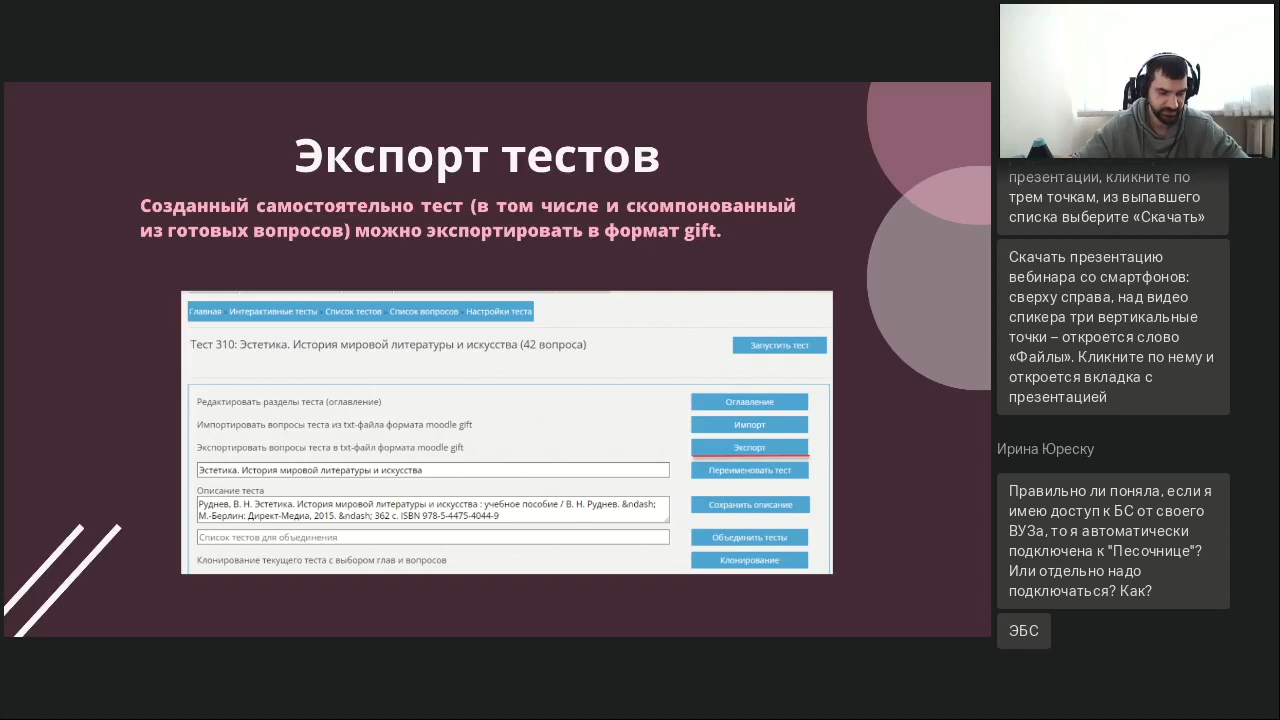 Экспорт тестов
Созданный самостоятельно тест (в том числе и скомпонованный
из готовых вопросов) можно экспортировать в формат gift.
Главная Интерактивные тесты Список тестов Список вопросов Настройки теста
Тест 310: Эстетика. История мировой литературы и искусства (42 вопроса)
Запустить тест
Редактировать разделы теста (оглавление)
Оглавление
Импортировать вопросы теста из txt-файла формата moodle gift
Импорт
Экспортировать вопросы теста в txt-файл формата moodle gift
Экспорт
Эстетика. История мировой литературы и искусства
Переименовать тест
Описание теста
Руднев, В. Н. Эстетика. История мировой литературы и искусства : учебное пособие / В. Н. Руднев. &ndash;
М.-Берлин: Директ-Медиа, 2015. &ndash; 362 с. ISBN 978-5-4475-4044-9
Сохранить описание
Список тестов для объединения
Объединить тесты
Клонирование текущего теста с выбором глав и вопросов
Клонирование
презентации, кликните по
трем точкам, из выпавшего
списка выберите «Скачать»
Скачать презентацию
вебинара со смартфонов:
сверху справа, над видео
спикера три вертикальные
точки – откроется слово
«Файлы». Кликните по нему и
откроется вкладка с
презентацией
Ирина Юреску
Правильно ли поняла, если я
имею доступ к БС от своего
ВУЗа, то я автоматически
подключена к "Песочнице"?
Или отдельно надо
подключаться? Как?
ЭБС